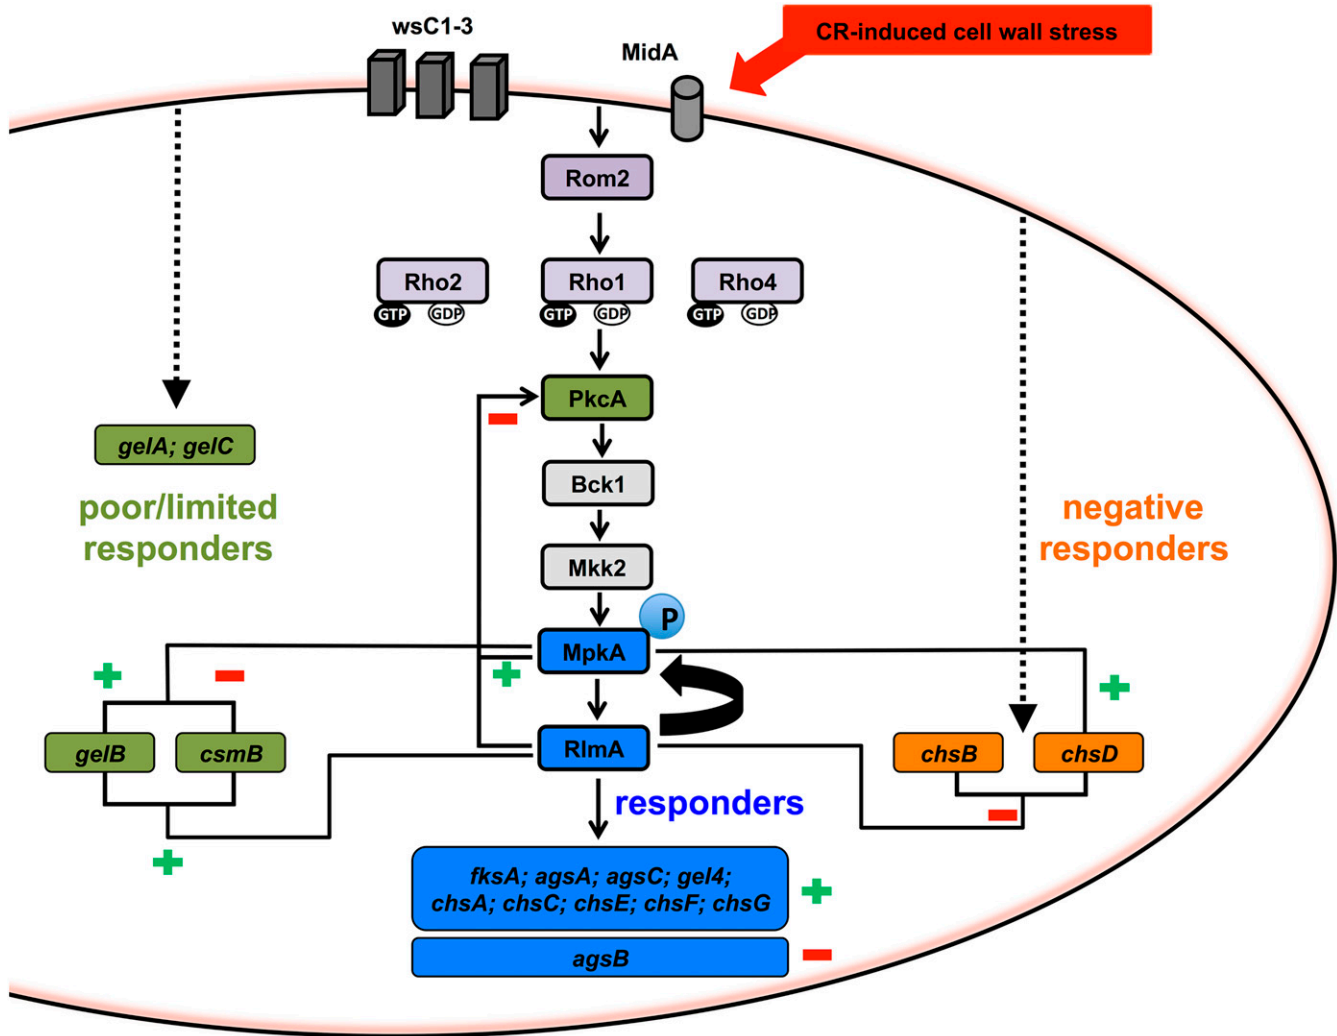 wsC1-3
MidA
CR-induced cell wall stress
Rom2
Rho2
GTP
GDP
Rho1
GTP
GDP
Rho4
GTP
GDP
PkcA
gelA; gelC
poor/limited
responders
Bck1
negative
responders
Mkk2
P
MpkA
gelB
csmB
RlmA
chsB
chsD
responders
fksA; agsA; agsC; gel4;
chsA; chsC; chsE; chsF; chsG
agsB